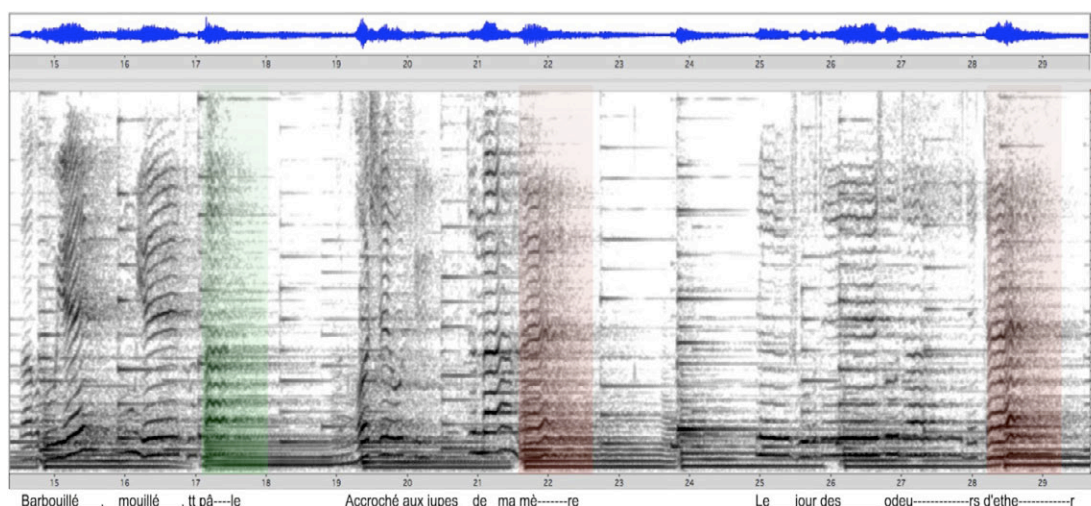 15 16 17 18 19 20 21 22 23 24 25 26 27 28 29
15 16 17 18 19 20 21 22 23 24 25 26 27 28 29
Barbouillé . mouillé . tt pâ----le Accroché aux jupes de ma mè-------re Le jour des odeu------------rs d'ethe-----------r